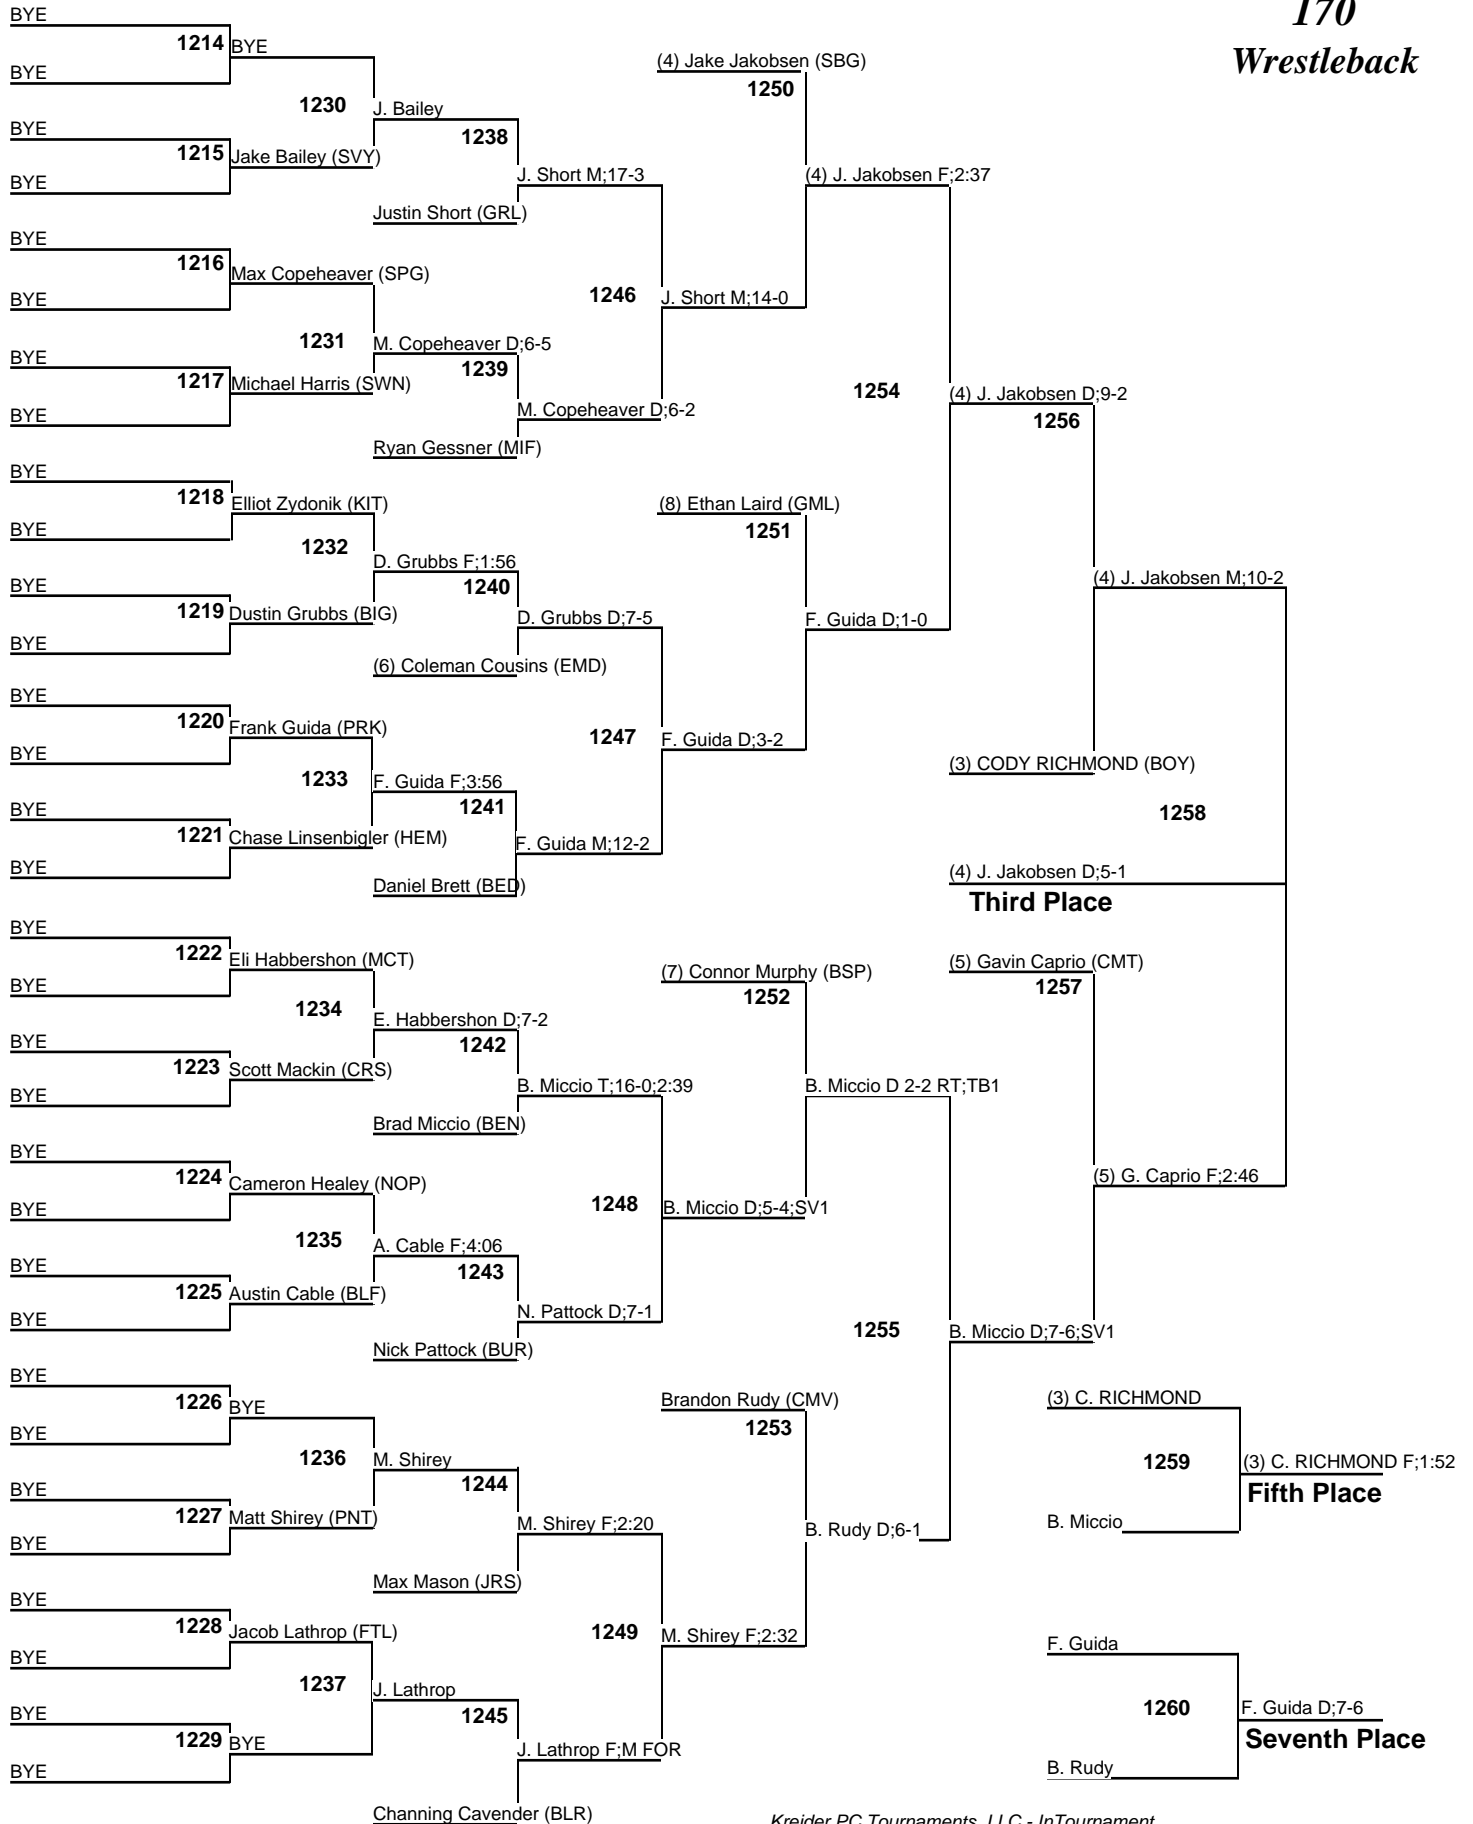 170
Wrestleback
BYE
1214
BYE
BYE
1230
J. Bailey
BYE
1215
Jake Bailey (SVY)
BYE
1238
J. Short M;17-3
Justin Short (GRL)
BYE
1216
Max Copeheaver (SPG)
BYE
1246
J. Short M;14-0
1231
M. Copeheaver D;6-5
BYE
1217
Michael Harris (SWN)
BYE
1239
M. Copeheaver D;6-2
Ryan Gessner (MIF)
(4) Jake Jakobsen (SBG)
1250
(4) J. Jakobsen F;2:37
1254
(4) J. Jakobsen D;9-2
1256
BYE
1218
Elliot Zydonik (KIT)
BYE
1232
D. Grubbs F;1:56
BYE
1219
Dustin Grubbs (BIG)
BYE
1240
D. Grubbs D;7-5
(6) Coleman Cousins (EMD)
(8) Ethan Laird (GML)
1251
F. Guida D;1-0
(4) J. Jakobsen M;10-2
BYE
1220
Frank Guida (PRK)
BYE
1247
F. Guida D;3-2
1233
F. Guida F;3:56
BYE
1221
Chase Linsenbigler (HEM)
BYE
1241
F. Guida M;12-2
Daniel Brett (BED)
(3) CODY RICHMOND (BOY)
1258
(4) J. Jakobsen D;5-1
Third Place
BYE
1222
Eli Habbershon (MCT)
BYE
1234
E. Habbershon D;7-2
BYE
1223
Scott Mackin (CRS)
BYE
1242
B. Miccio T;16-0;2:39
Brad Miccio (BEN)
(7) Connor Murphy (BSP)
1252
B. Miccio D 2-2 RT;TB1
(5) Gavin Caprio (CMT)
1257
(5) G. Caprio F;2:46
BYE
1224
Cameron Healey (NOP)
BYE
1248
B. Miccio D;5-4;SV1
1235
A. Cable F;4:06
BYE
1225
Austin Cable (BLF)
BYE
1243
N. Pattock D;7-1
Nick Pattock (BUR)
1255
B. Miccio D;7-6;SV1
BYE
1226
BYE
BYE
1236
M. Shirey
BYE
1227
Matt Shirey (PNT)
BYE
1244
M. Shirey F;2:20
Max Mason (JRS)
Brandon Rudy (CMV)
1253
B. Rudy D;6-1
(3) C. RICHMOND
1259
(3) C. RICHMOND F;1:52
Fifth Place
B. Miccio
BYE
1228
Jacob Lathrop (FTL)
BYE
1249
M. Shirey F;2:32
1237
J. Lathrop
BYE
1229
BYE
BYE
1245
J. Lathrop F;M FOR
Channing Cavender (BLR)
F. Guida
1260
F. Guida D;7-6
Seventh Place
B. Rudy
Kreider PC Tournaments, LLC - InTournament